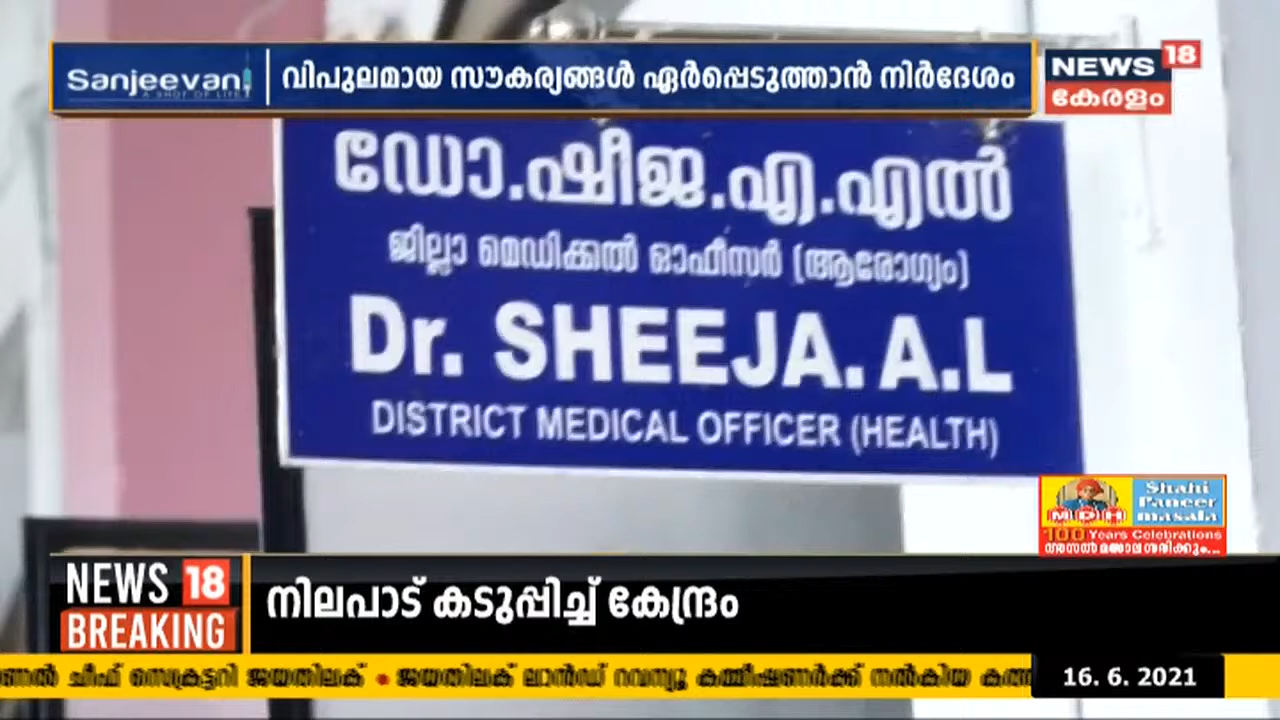 Sanjeevani
A SHOT OF LIFE
വിപുലമായ സൗകര്യങ്ങൾ ഏർപ്പെടുത്താൻ നിർദേശം
NEWS 18
കേരളം
ഡോ.ഷീജ.എ.എൽ
ജില്ലാ മെഡിക്കൽ ഓഫീസർ (ആരോഗ്യം)
Dr. SHEEJA. A.L
DISTRICT MEDICAL OFFICER (HEALTH)
MDH
Shahi
Paneer
masala
100 Years Celebrations
NEWS 18
BREAKING
നിലപാട് കടുപ്പിച്ച് കേന്ദ്രം
ചീഫ് സെക്രട്ടറി ജയതിലക് • ജയതിലക് ലാൻഡ് റവന്യൂ കമ്മീഷണർക്ക് നൽകിയ
16. 6. 2021